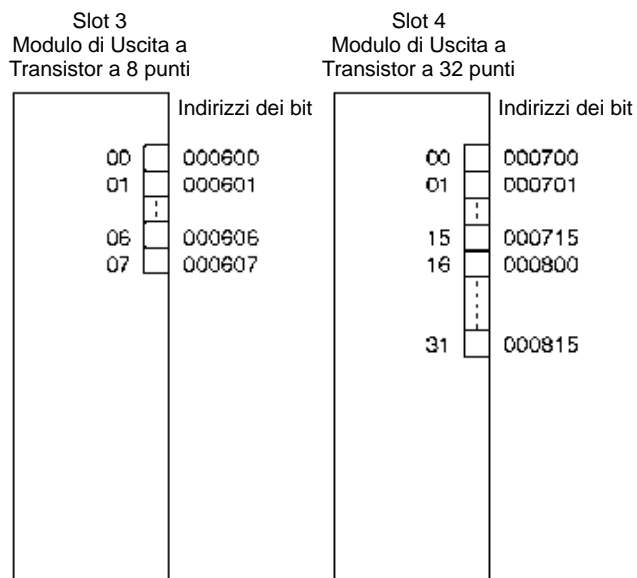 Slot 3
Modulo di Uscita a
Transistor a 8 punti
Indirizzi dei bit
00 000600
01 000601
06 000606
07 000607
Slot 4
Modulo di Uscita a
Transistor a 32 punti
Indirizzi dei bit
00 000700
01 000701
15 000715
16 000800
31 000815